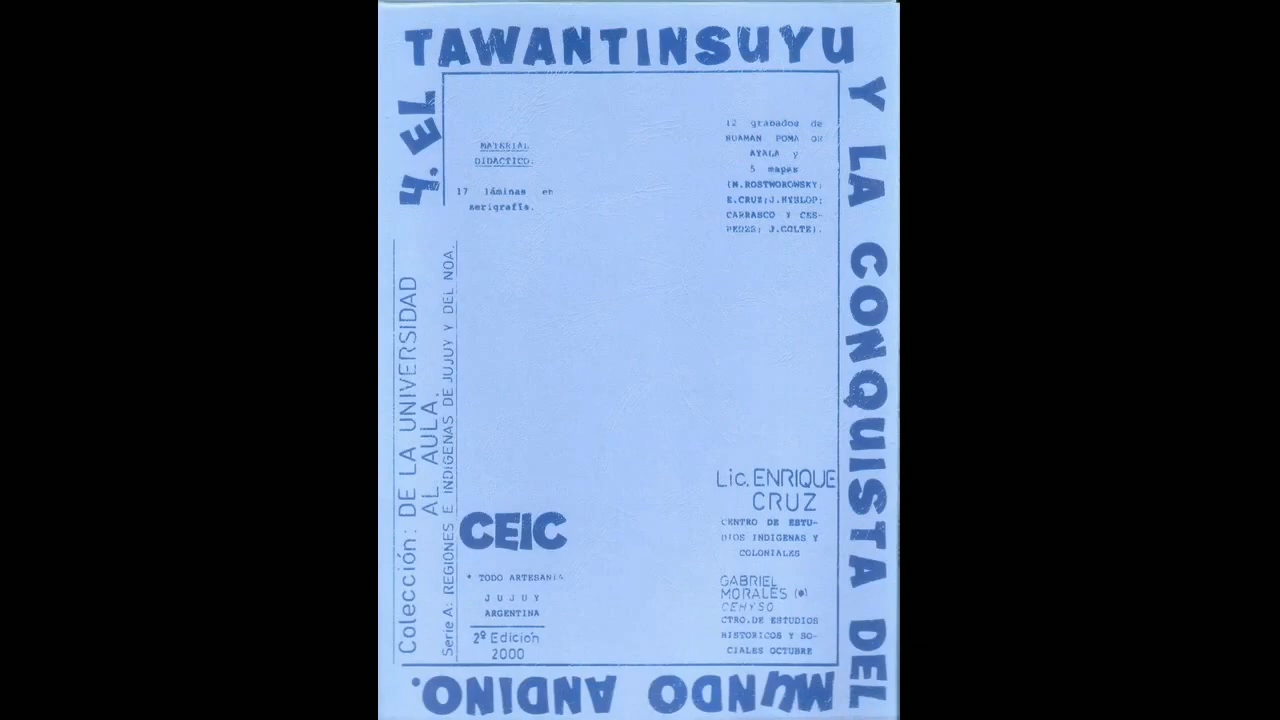 4. EL TAWANTINSUYU Y LA CONQUISTA DEL MUNDO ANDINO.
MATERIAL
DIDACTICO.
17 láminas en
serigrafía.
12 grabados de
HUAMAN POMA DE
AYALA y
5 mapas
(M.ROSTWOROWSKY;
E.CRUZ;J.HYSLOP;
CARRASCO Y CES-
PEDES; J.GOLTE).
Colección: DE LA UNIVERSIDAD
AL AULA.
Serie A: REGIONES E INDIGENAS DE JUJUY Y DEL NOA.
CEIC
* TODO ARTESANIA
JUJUY
ARGENTINA
2º Edición
2000
Lic. ENRIQUE
CRUZ
CENTRO DE ESTU-
DIOS INDIGENAS Y
COLONIALES
GABRIEL
MORALES (*)
CEHYSO
CTRO.DE ESTUDIOS
HISTORICOS Y SO-
CIALES OCTUBRE